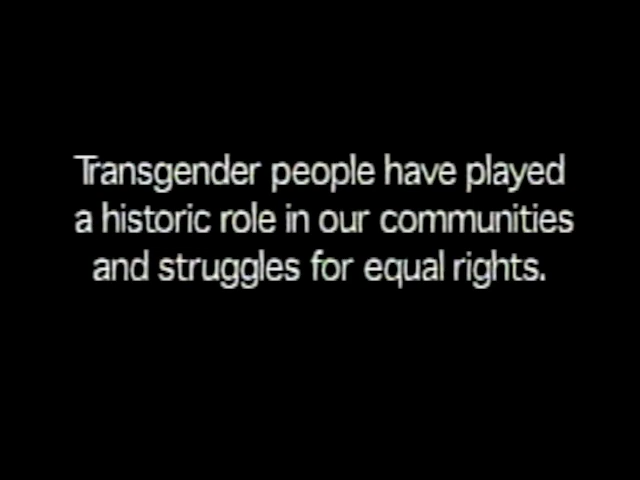 Transgender people have played
a historic role in our communities
and struggles for equal rights.